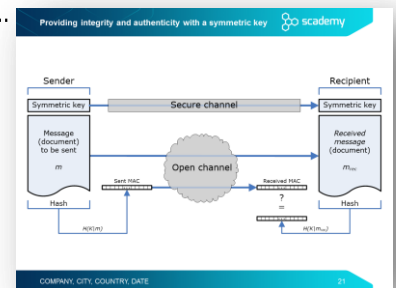 Providing integrity and authenticity with a symmetric key
scademy
Sender
Recipient
Symmetric key
Secure channel
Symmetric key
Message
(document)
to be sent
m
Received
message
(document)
m_rec
Open channel
Sent MAC
Received MAC
?
=
Hash
Hash
H(K|m)
H(K|m_rec)
COMPANY, CITY, COUNTRY, DATE
21